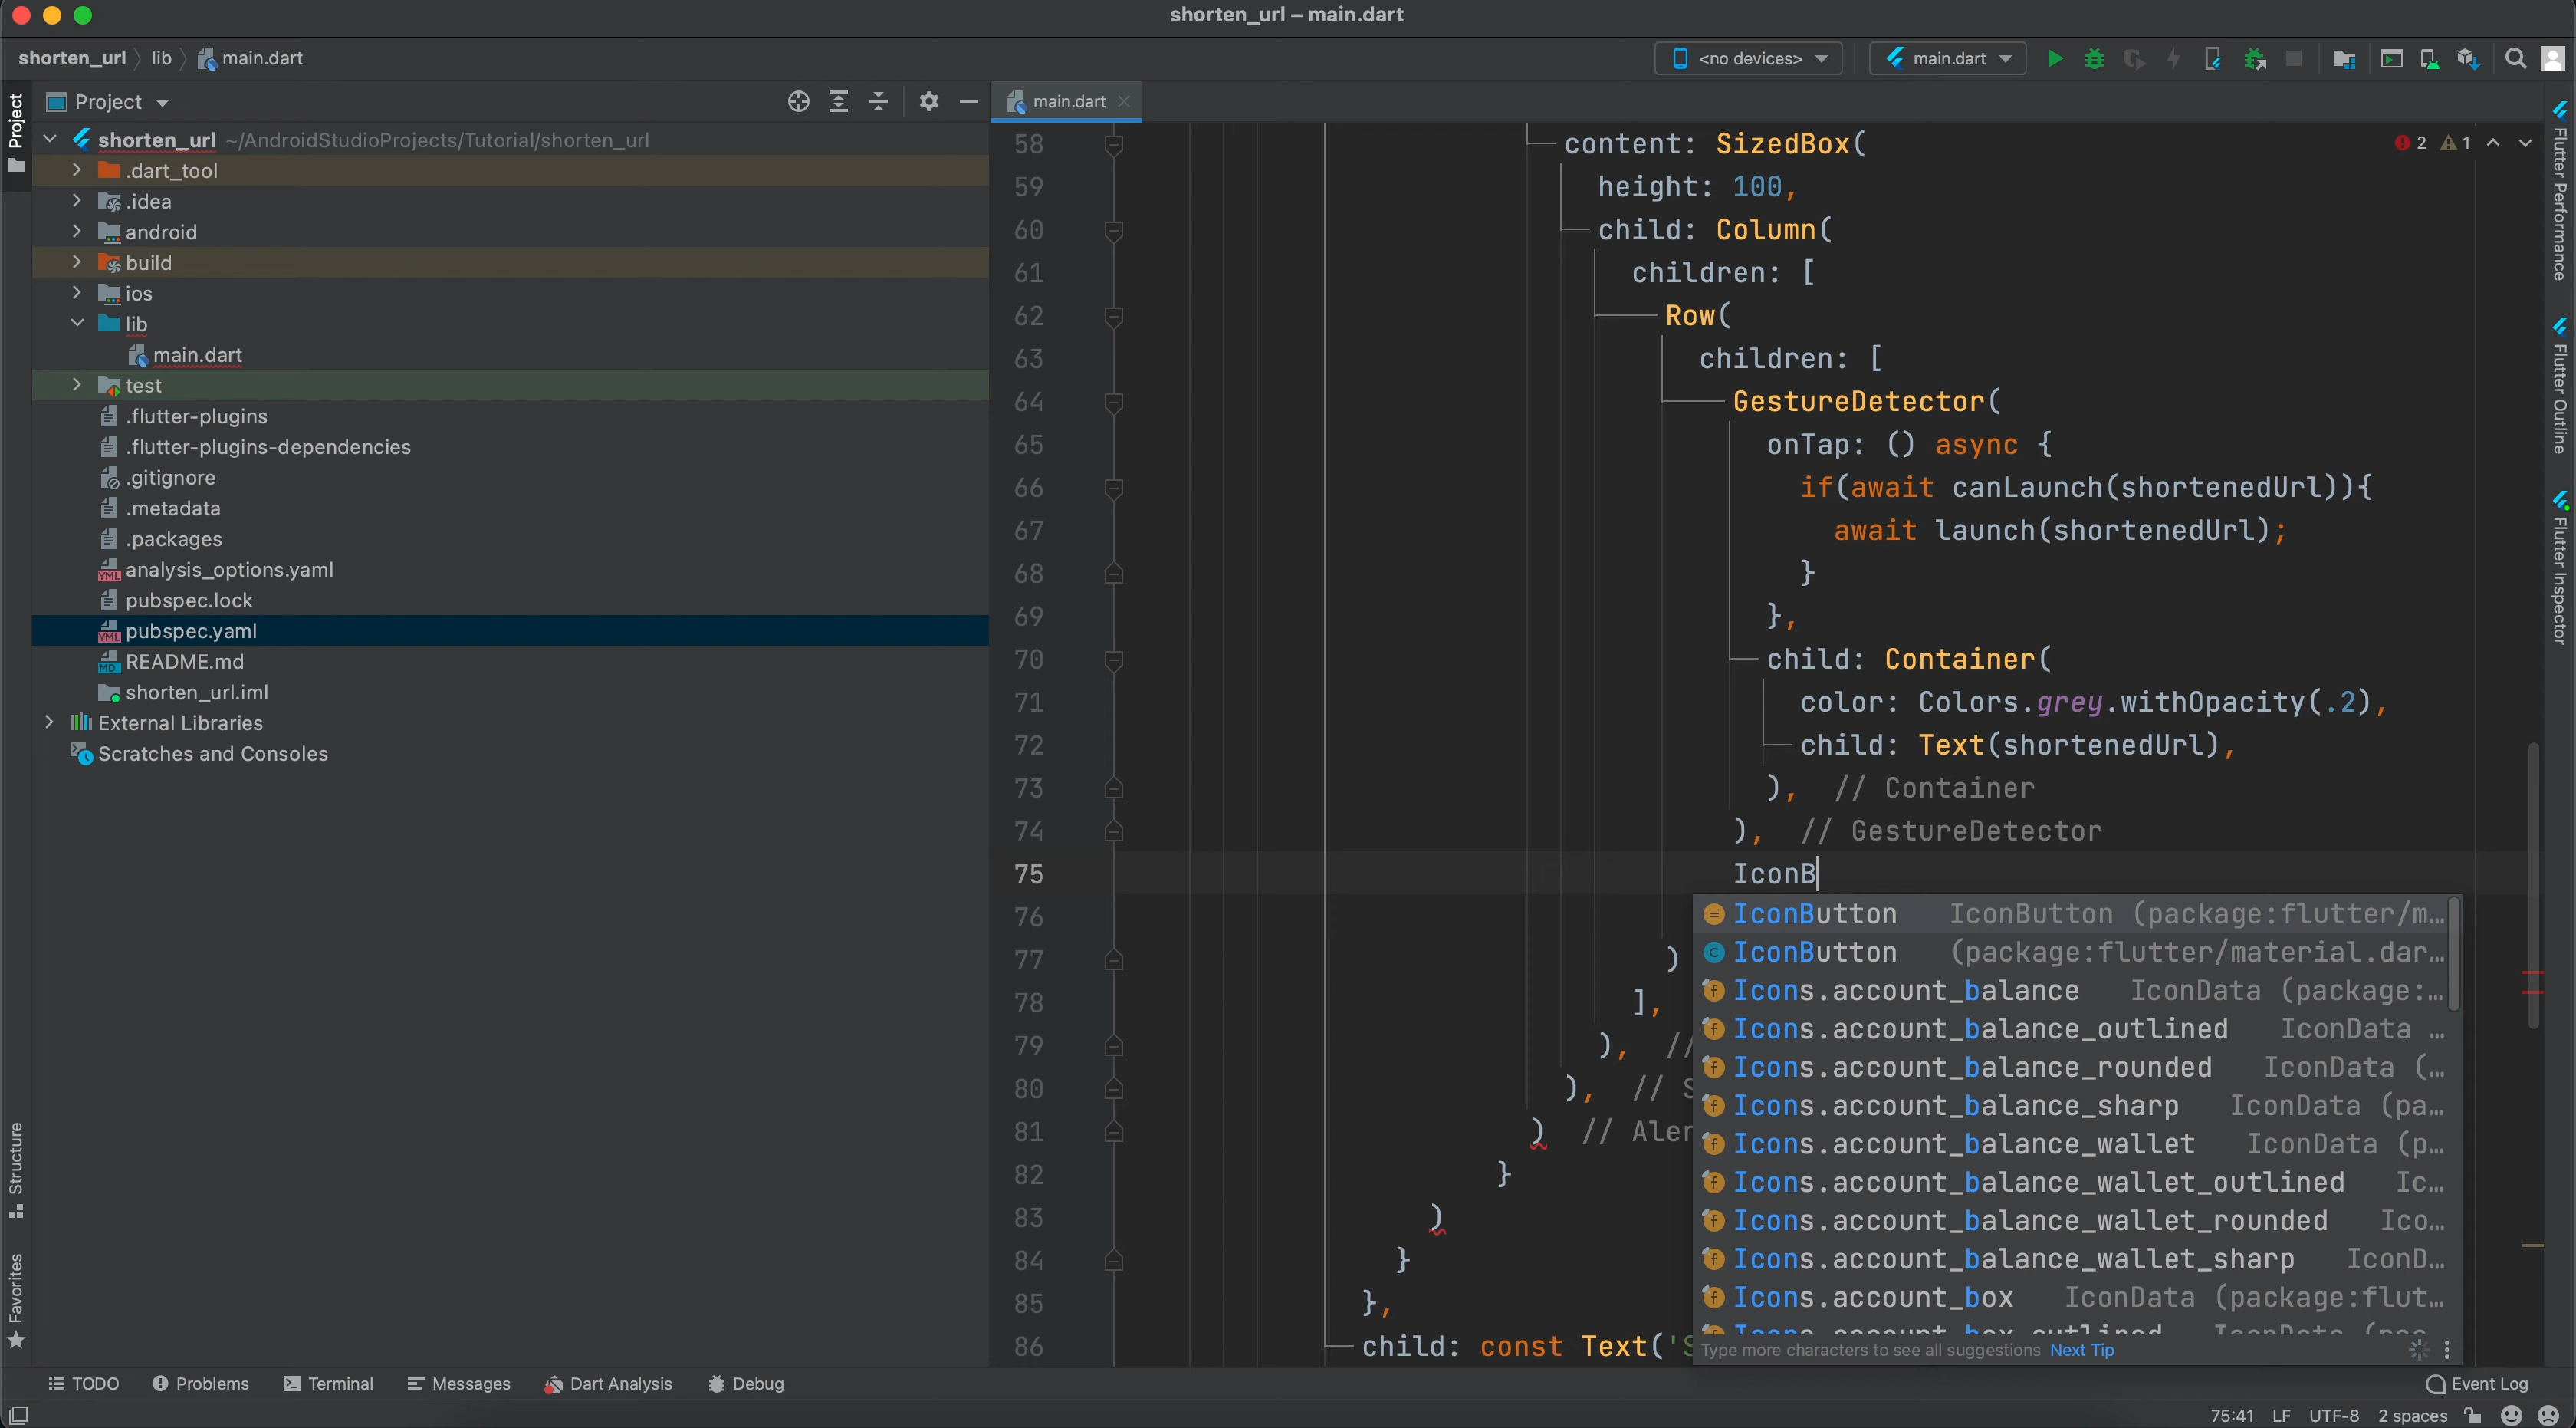 shorten_url – main.dart
shorten_url lib main.dart
<no devices> main.dart
Project
Project
main.dart
shorten_url ~/AndroidStudioProjects/Tutorial/shorten_url
.dart_tool
.idea
android
build
ios
lib
main.dart
test
.flutter-plugins
.flutter-plugins-dependencies
.gitignore
.metadata
.packages
analysis_options.yaml
pubspec.lock
pubspec.yaml
README.md
shorten_url.iml
External Libraries
Scratches and Consoles
Structure
Favorites
2 1
58 content: SizedBox(
59 height: 100,
60 child: Column(
61 children: [
62 Row(
63 children: [
64 GestureDetector(
65 onTap: () async {
66 if(await canLaunch(shortenedUrl)){
67 await launch(shortenedUrl);
68 }
69 },
70 child: Container(
71 color: Colors.grey.withOpacity(.2),
72 child: Text(shortenedUrl),
73 ), // Container
74 ), // GestureDetector
75 IconB
76
77 )
78 ],
79 ), //
80 ), // S
81 ) // Aler
82 }
83 )
84 }
85 },
86 child: const Text('S
IconButton IconButton (package:flutter/m…
IconButton (package:flutter/material.dar…
Icons.account_balance IconData (package:…
Icons.account_balance_outlined IconData …
Icons.account_balance_rounded IconData (…
Icons.account_balance_sharp IconData (pa…
Icons.account_balance_wallet IconData (p…
Icons.account_balance_wallet_outlined Ic…
Icons.account_balance_wallet_rounded Ico…
Icons.account_balance_wallet_sharp IconD…
Icons.account_box IconData (package:flut…
Type more characters to see all suggestions Next Tip
Flutter Performance
Flutter Outline
Flutter Inspector
TODO Problems Terminal Messages Dart Analysis Debug Event Log
75:41 LF UTF-8 2 spaces